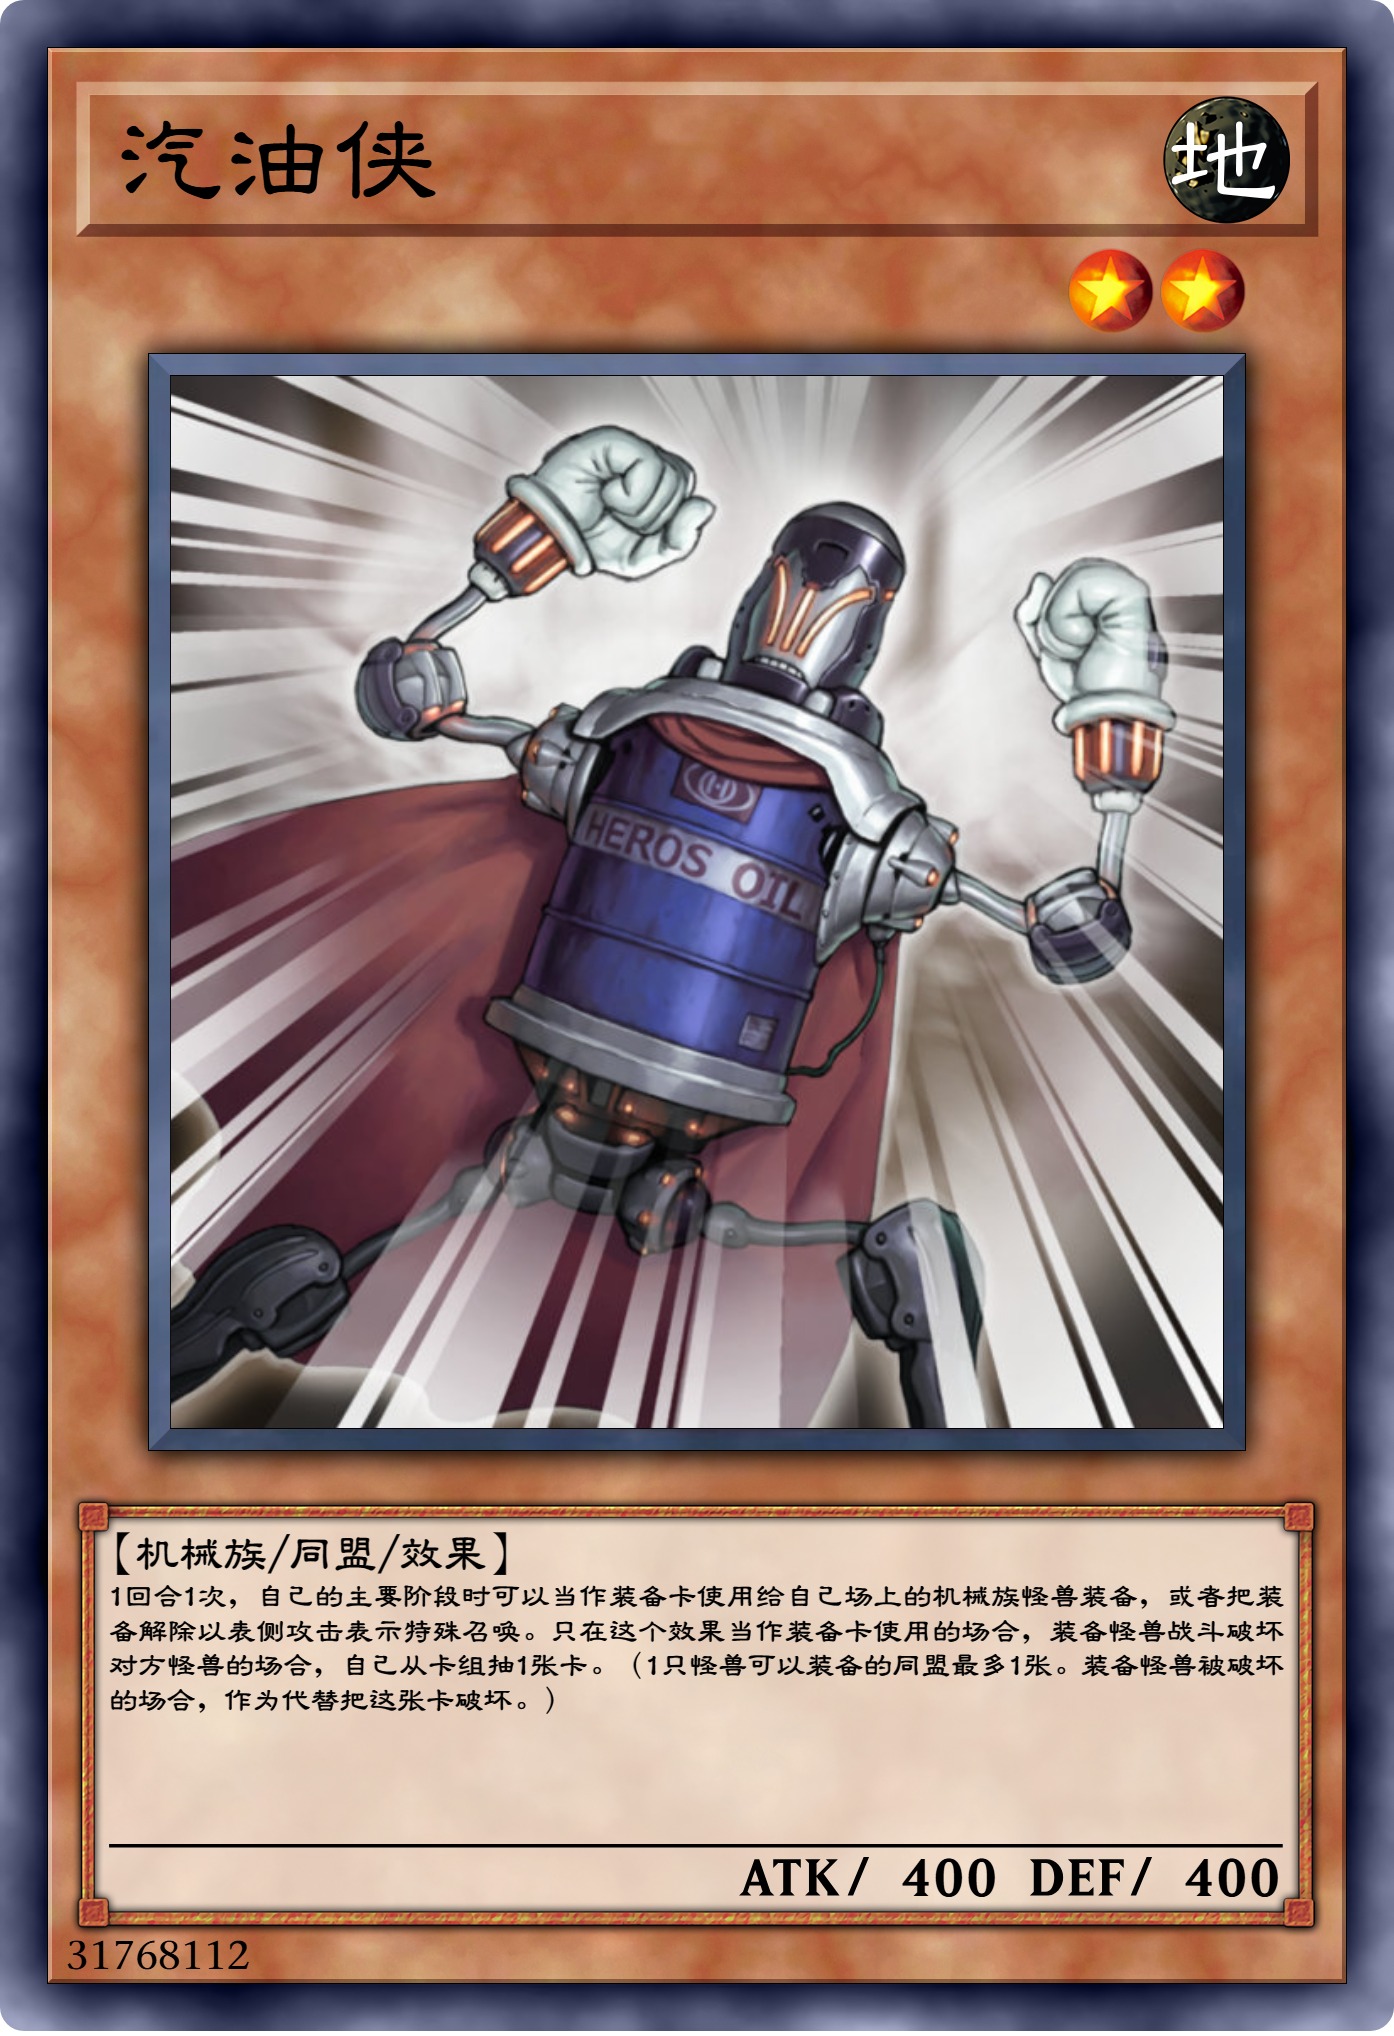 汽油侠
地
HEROS OIL
【机械族/同盟/效果】
1回合1次，自己的主要阶段时可以当作装备卡使用给自己场上的机械族怪兽装备，或者把装
备解除以表侧攻击表示特殊召唤。只在这个效果当作装备卡使用的场合，装备怪兽战斗破坏
对方怪兽的场合，自己从卡组抽1张卡。（1只怪兽可以装备的同盟最多1张。装备怪兽被破坏
的场合，作为代替把这张卡破坏。）
ATK/ 400 DEF/ 400
31768112